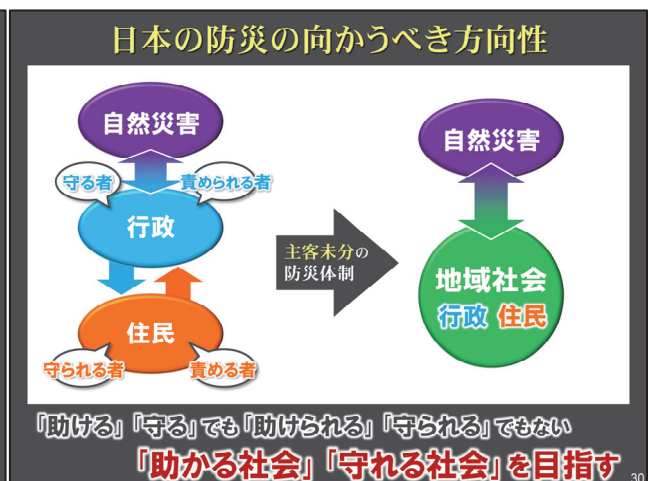 日本の防災の向かうべき方向性
自然災害
守る者
責められる者
行政
住民
守られる者
責める者
主客未分の
防災体制
自然災害
地域社会
行政 住民
「助ける」「守る」でも「助けられる」「守られる」でもない
「助かる社会」「守れる社会」を目指す
30